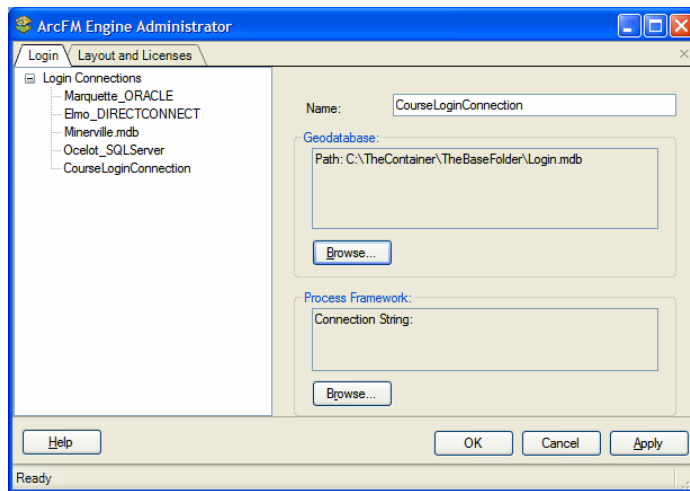 ArcFM Engine Administrator
Login
Layout and Licenses
Login Connections
Marquette_ORACLE
Elmo_DIRECTCONNECT
Minerville.mdb
Ocelot_SQLServer
CourseLoginConnection
Name: CourseLoginConnection
Geodatabase:
Path: C:\TheContainer\TheBaseFolder\Login.mdb
Browse...
Process Framework:
Connection String:
Browse...
Help
OK
Cancel
Apply
Ready